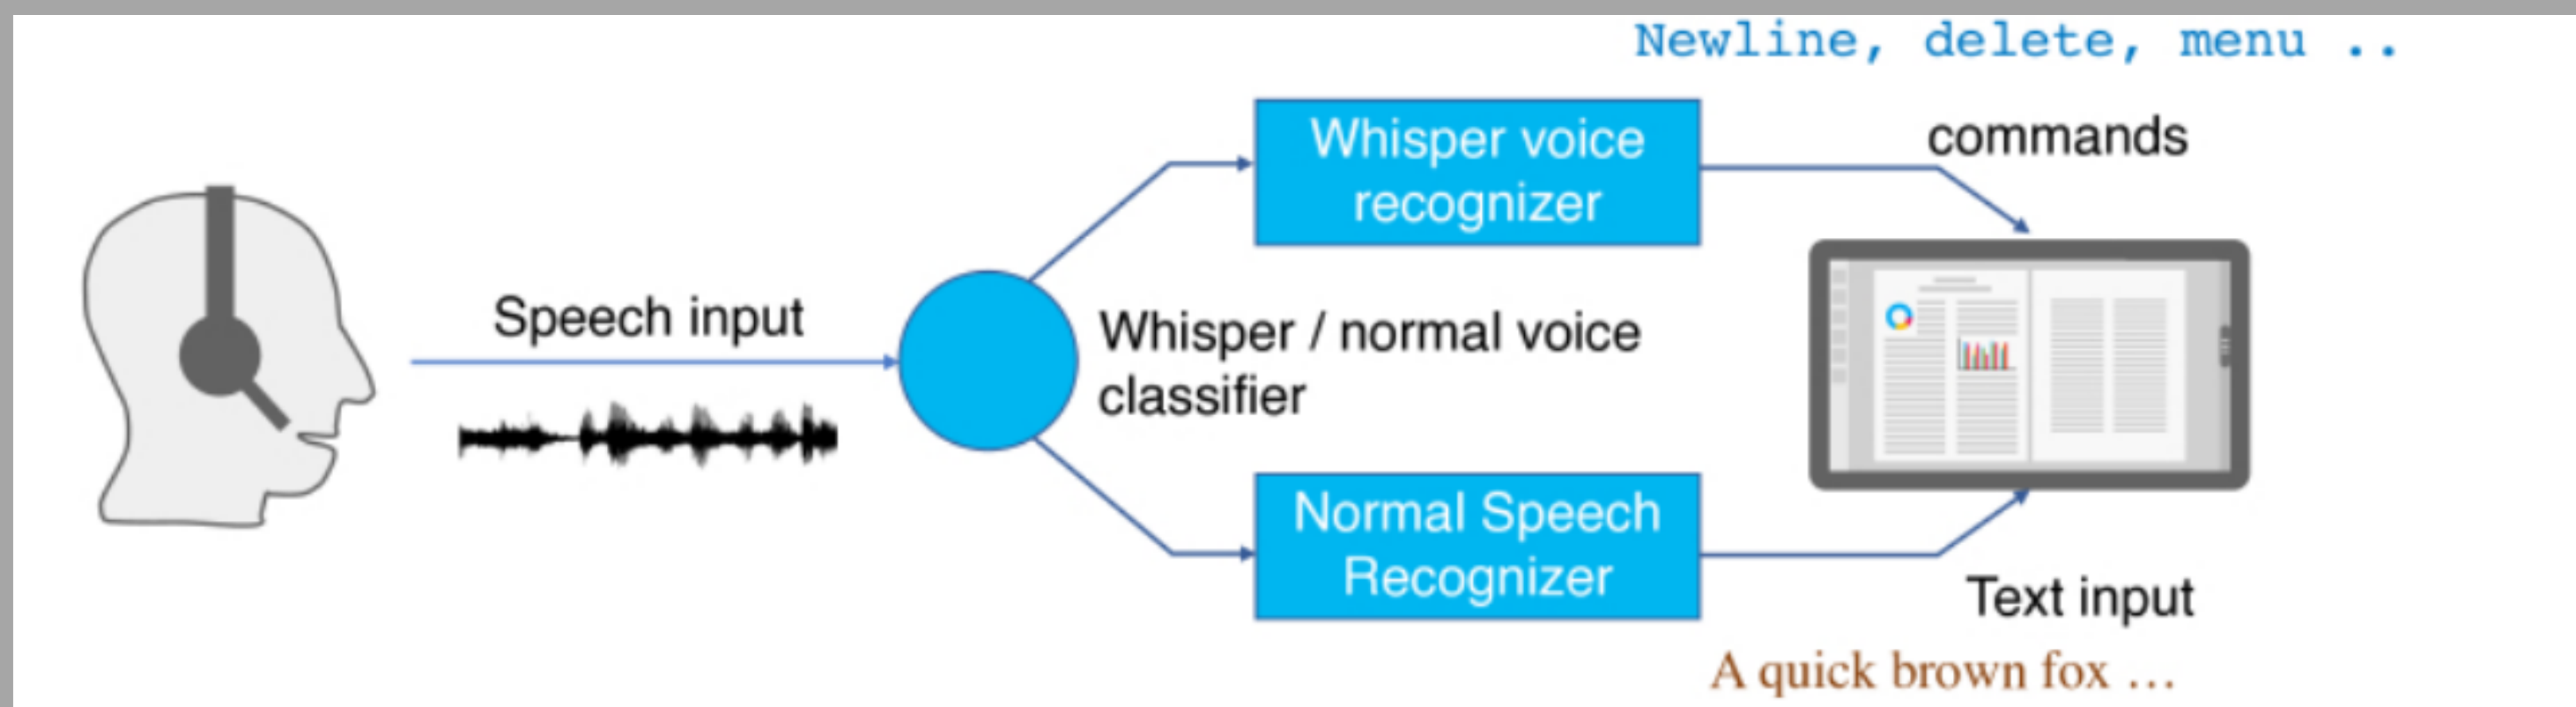 Newline, delete, menu ..
Whisper voice
recognizer
commands
Speech input
Whisper / normal voice
classifier
Normal Speech
Recognizer
Text input
A quick brown fox ...